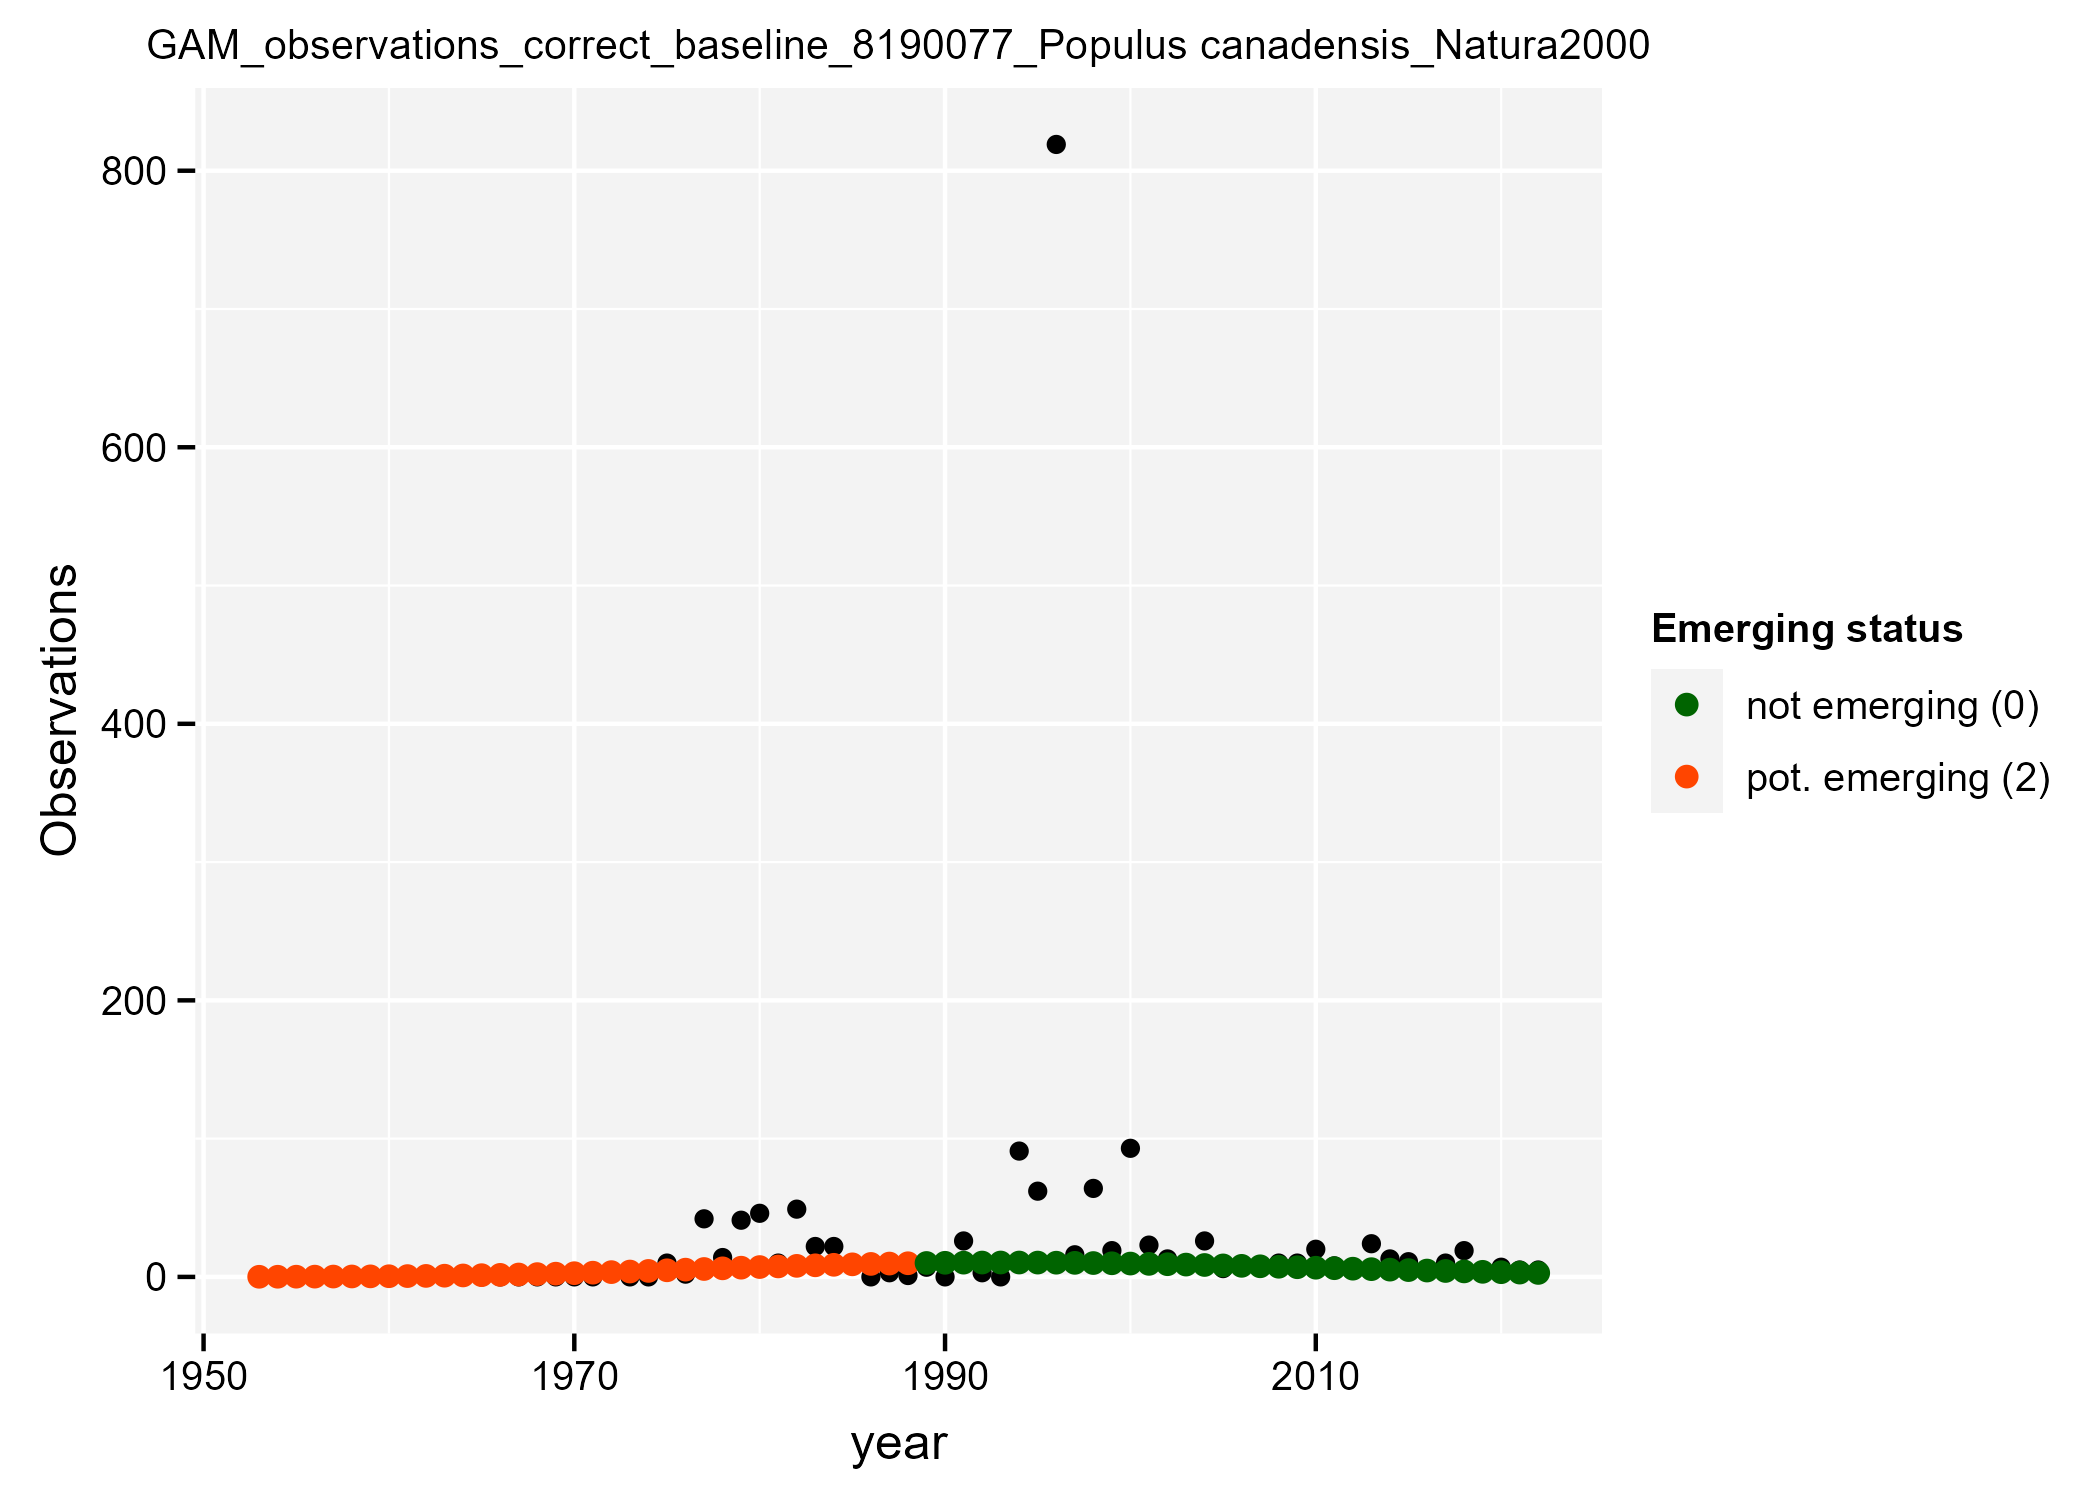 GAM_observations_correct_baseline_8190077_Populus canadensis_Natura2000
800
600
400
200
0
Observations
1950
1970
1990
2010
year
Emerging status
not emerging (0)
pot. emerging (2)